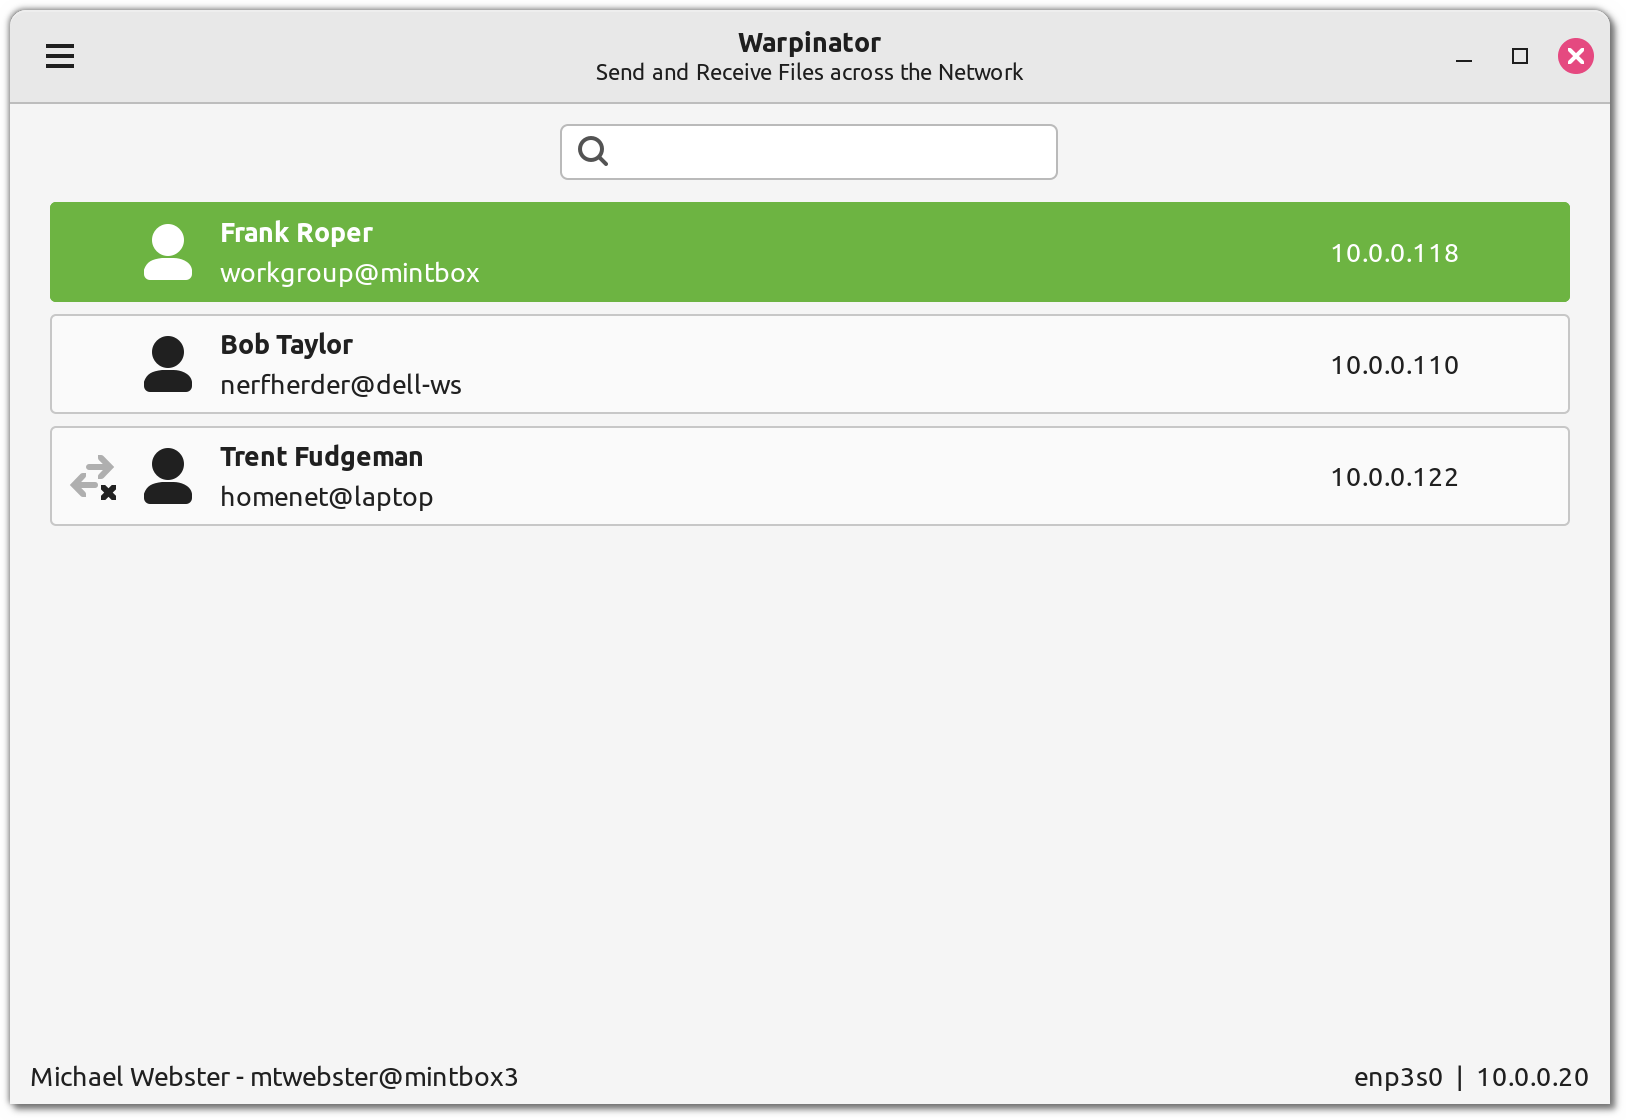 Warpinator
Send and Receive Files across the Network
Frank Roper
workgroup@mintbox
10.0.0.118
Bob Taylor
nerfherder@dell-ws
10.0.0.110
Trent Fudgeman
homenet@laptop
10.0.0.122
Michael Webster - mtwebster@mintbox3
enp3s0 | 10.0.0.20